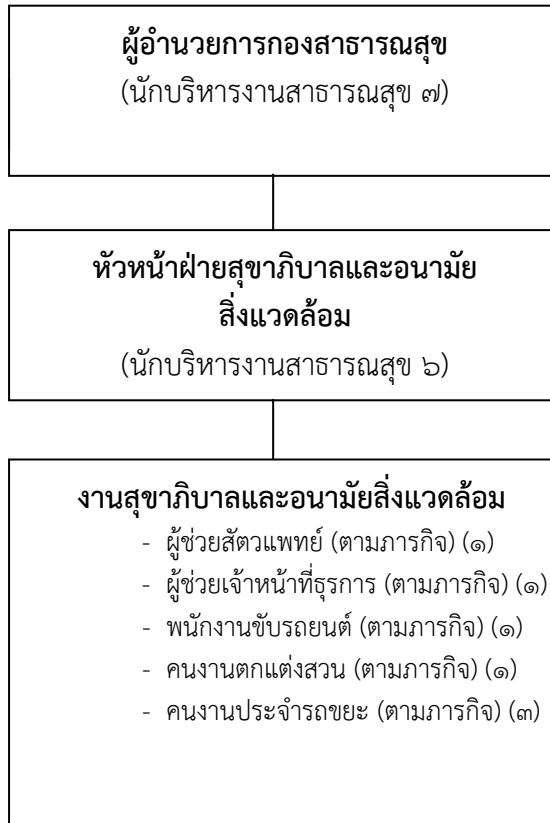 ผู้อำนวยการกองสาธารณสุข
(นักบริหารงานสาธารณสุข ๗)
หัวหน้าฝ่ายสุขาภิบาลและอนามัย
สิ่งแวดล้อม
(นักบริหารงานสาธารณสุข ๖)
งานสุขาภิบาลและอนามัยสิ่งแวดล้อม
- ผู้ช่วยสัตวแพทย์ (ตามภารกิจ) (๑)
- ผู้ช่วยเจ้าหน้าที่ธุรการ (ตามภารกิจ) (๑)
- พนักงานขับรถยนต์ (ตามภารกิจ) (๑)
- คนงานตกแต่งสวน (ตามภารกิจ) (๑)
- คนงานประจำรถขยะ (ตามภารกิจ) (๓)